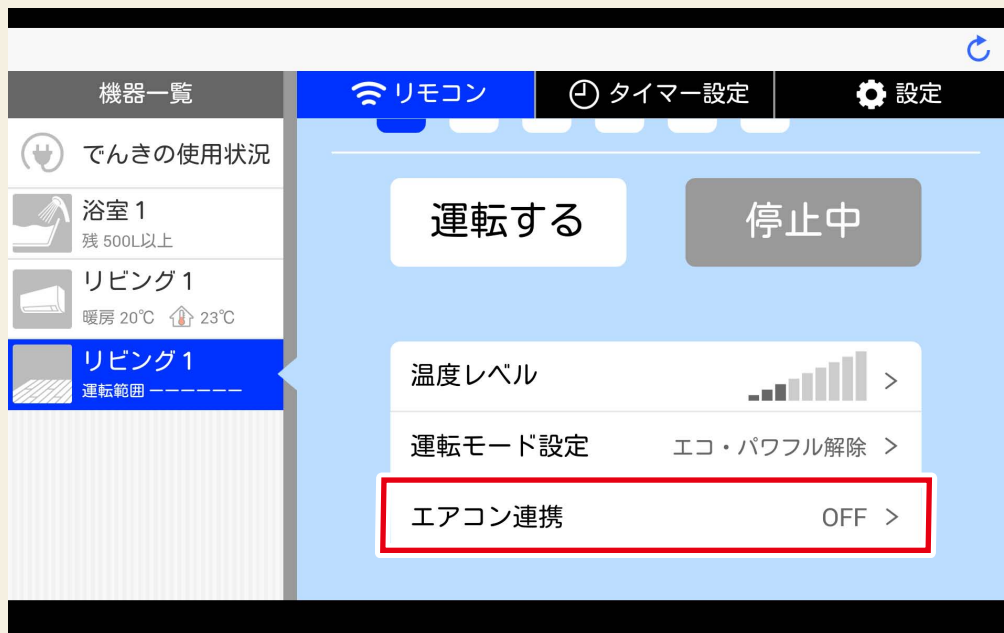 機器一覧
リモコン
タイマー設定
設定
でんきの使用状況
浴室1
残 500L以上
リビング1
暖房 20℃ 23℃
リビング1
運転範囲 ーーーーーー
運転する
停止中
温度レベル
運転モード設定 エコ・パワフル解除 >
エアコン連携 OFF >